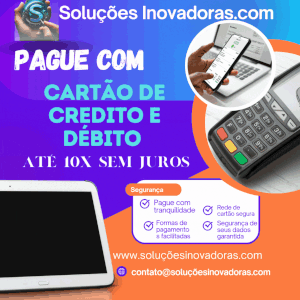 Soluções Inovadoras.com
PAGUE COM
CARTÃO DE
CREDITO E
DÉBITO
ATÉ 10X SEM JUROS
Segurança
Pague com
tranquilidade
Rede de
cartão segura
Formas de
pagamento
e facilitadas
Segurança de
seus dados
garantida
www.soluçõesinovadoras.com
contato@soluçõesinovadoras.com